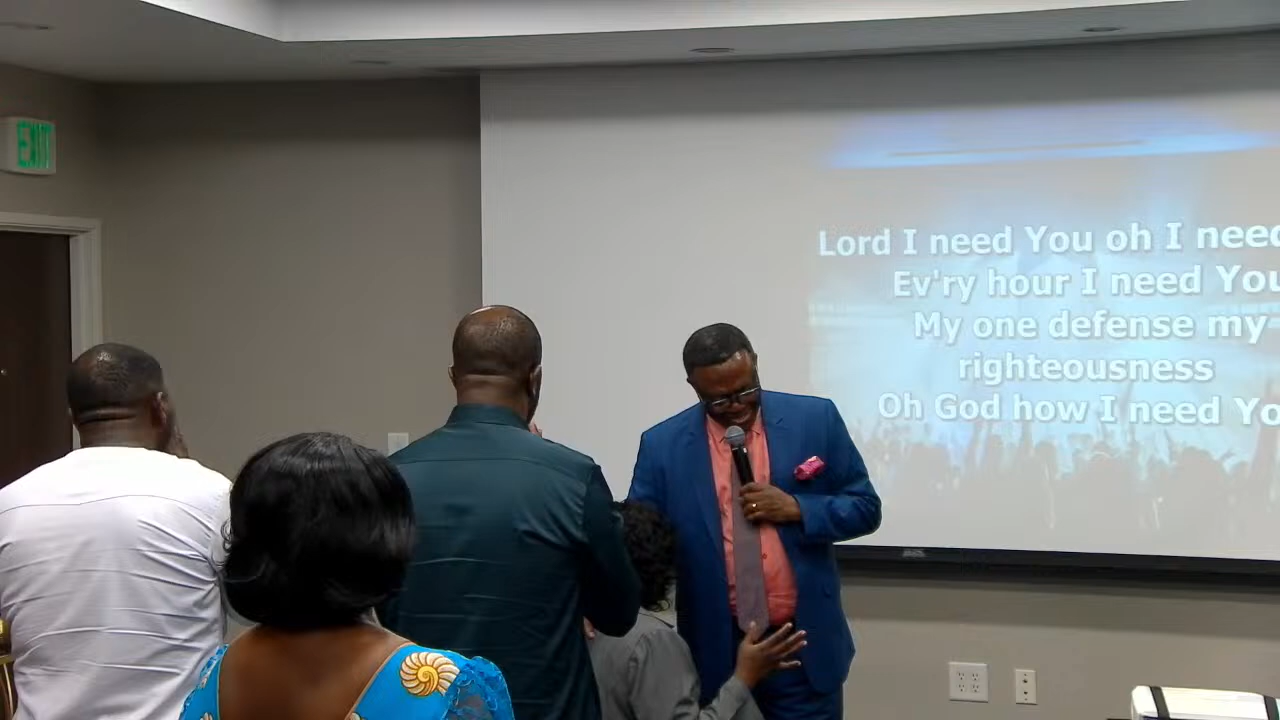 EXIT
Lord I need You oh I need
Ev'ry hour I need You
My one defense my
righteousness
Oh God how I need Yo